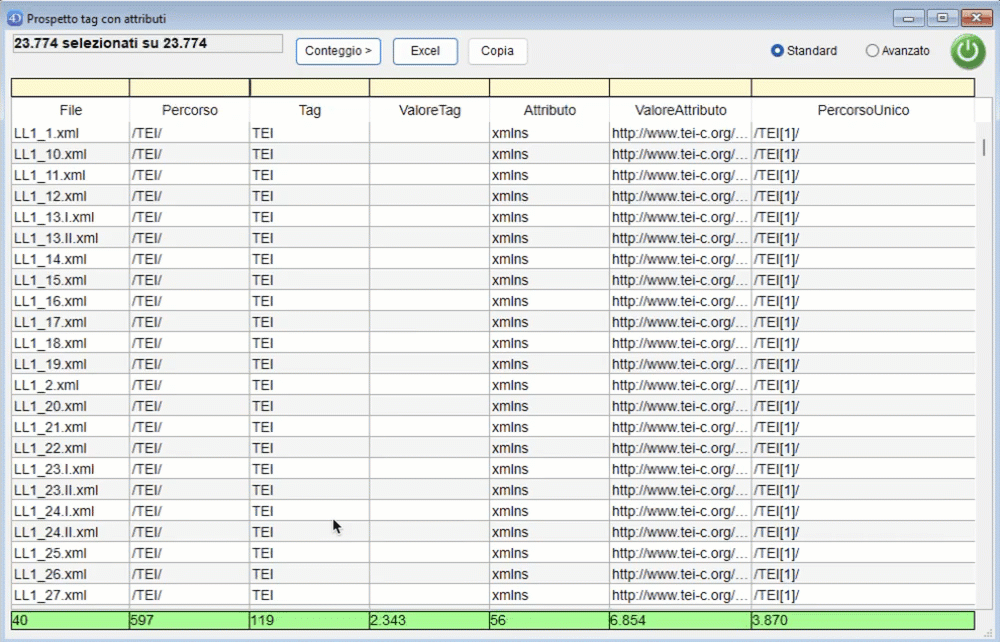 Prospetto tag con attributi
23.774 selezionati su 23.774 Conteggio > Excel Copia Standard Avanzato
File Percorso Tag ValoreTag Attributo ValoreAttributo PercorsoUnico
LL1_1.xml /TEI/ TEI xmlns http://www.tei-c.org/... /TEI[1]/
LL1_10.xml /TEI/ TEI xmlns http://www.tei-c.org/... /TEI[1]/
LL1_11.xml /TEI/ TEI xmlns http://www.tei-c.org/... /TEI[1]/
LL1_12.xml /TEI/ TEI xmlns http://www.tei-c.org/... /TEI[1]/
LL1_13.I.xml /TEI/ TEI xmlns http://www.tei-c.org/... /TEI[1]/
LL1_13.II.xml /TEI/ TEI xmlns http://www.tei-c.org/... /TEI[1]/
LL1_14.xml /TEI/ TEI xmlns http://www.tei-c.org/... /TEI[1]/
LL1_15.xml /TEI/ TEI xmlns http://www.tei-c.org/... /TEI[1]/
LL1_16.xml /TEI/ TEI xmlns http://www.tei-c.org/... /TEI[1]/
LL1_17.xml /TEI/ TEI xmlns http://www.tei-c.org/... /TEI[1]/
LL1_18.xml /TEI/ TEI xmlns http://www.tei-c.org/... /TEI[1]/
LL1_19.xml /TEI/ TEI xmlns http://www.tei-c.org/... /TEI[1]/
LL1_2.xml /TEI/ TEI xmlns http://www.tei-c.org/... /TEI[1]/
LL1_20.xml /TEI/ TEI xmlns http://www.tei-c.org/... /TEI[1]/
LL1_21.xml /TEI/ TEI xmlns http://www.tei-c.org/... /TEI[1]/
LL1_22.xml /TEI/ TEI xmlns http://www.tei-c.org/... /TEI[1]/
LL1_23.I.xml /TEI/ TEI xmlns http://www.tei-c.org/... /TEI[1]/
LL1_23.II.xml /TEI/ TEI xmlns http://www.tei-c.org/... /TEI[1]/
LL1_24.I.xml /TEI/ TEI xmlns http://www.tei-c.org/... /TEI[1]/
LL1_24.II.xml /TEI/ TEI xmlns http://www.tei-c.org/... /TEI[1]/
LL1_25.xml /TEI/ TEI xmlns http://www.tei-c.org/... /TEI[1]/
LL1_26.xml /TEI/ TEI xmlns http://www.tei-c.org/... /TEI[1]/
LL1_27.xml /TEI/ TEI xmlns http://www.tei-c.org/... /TEI[1]/
40 597 119 2.343 56 6.854 3.870